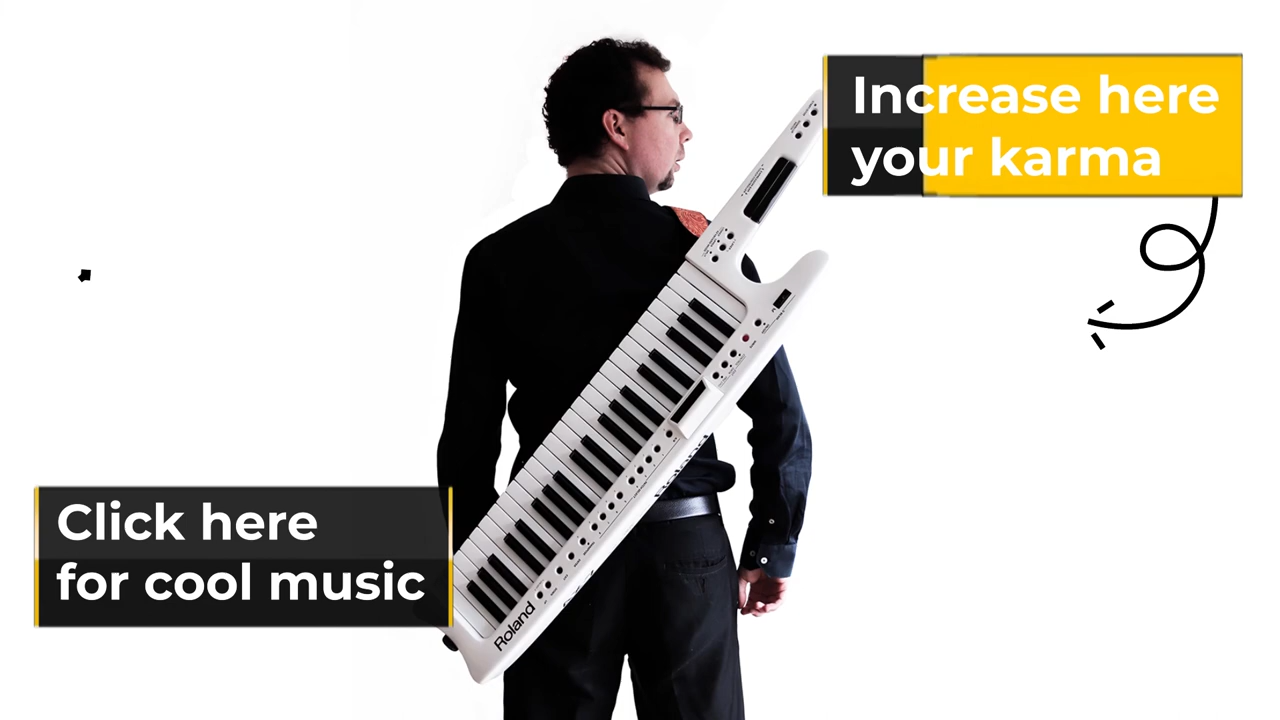 Increase here
your karma
Click here
for cool music
Roland